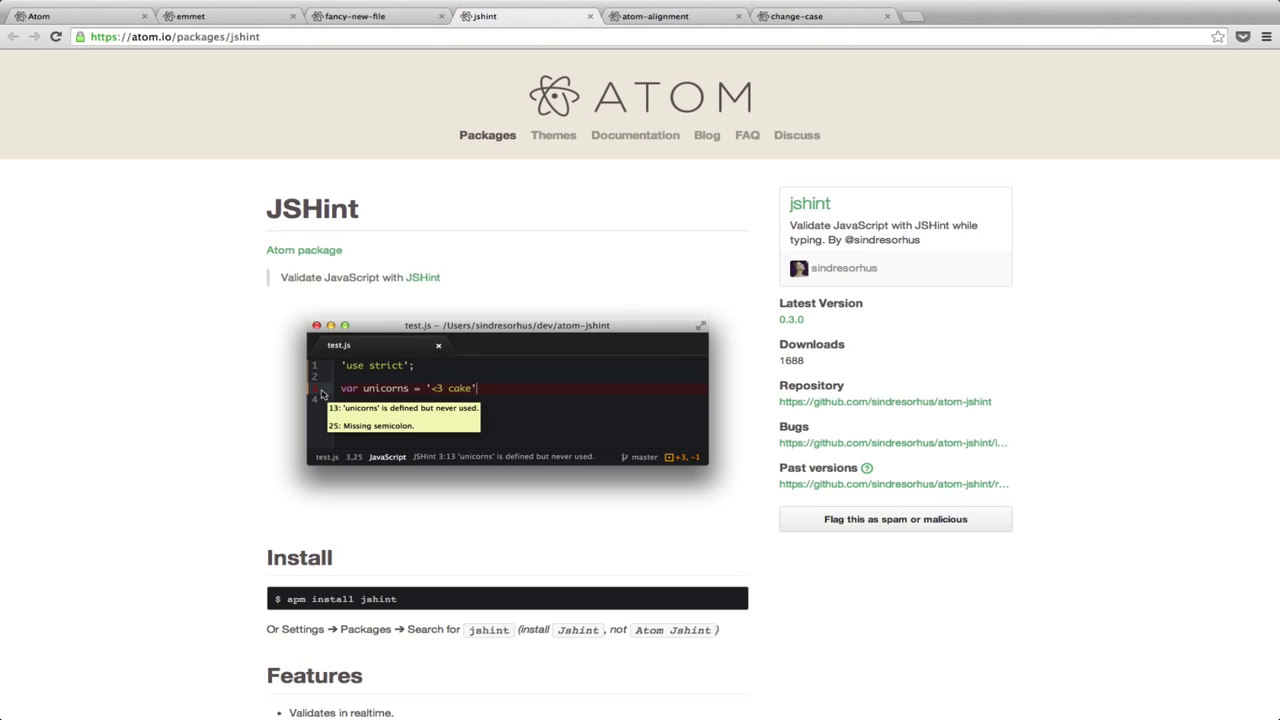 Atom
emmet
fancy-new-file
jshint
atom-alignment
change-case
https://atom.io/packages/jshint
ATOM
Packages Themes Documentation Blog FAQ Discuss
JSHint
Atom package
Validate JavaScript with JSHint
test.js – /Users/sindresorhus/dev/atom-jshint
test.js
1 'use strict';
2
var unicorns = '<3 cake'
4
13: 'unicorns' is defined but never used.
25: Missing semicolon.
test.js 3,25 JavaScript JSHint 3:13 'unicorns' is defined but never used. master +3, -1
Install
$ apm install jshint
Or Settings ➔ Packages ➔ Search for jshint (install Jshint, not Atom Jshint)
Features
• Validates in realtime.
jshint
Validate JavaScript with JSHint while
typing. By @sindresorhus
sindresorhus
Latest Version
0.3.0
Downloads
1688
Repository
https://github.com/sindresorhus/atom-jshint
Bugs
https://github.com/sindresorhus/atom-jshint/i...
Past versions ?
https://github.com/sindresorhus/atom-jshint/r...
Flag this as spam or malicious